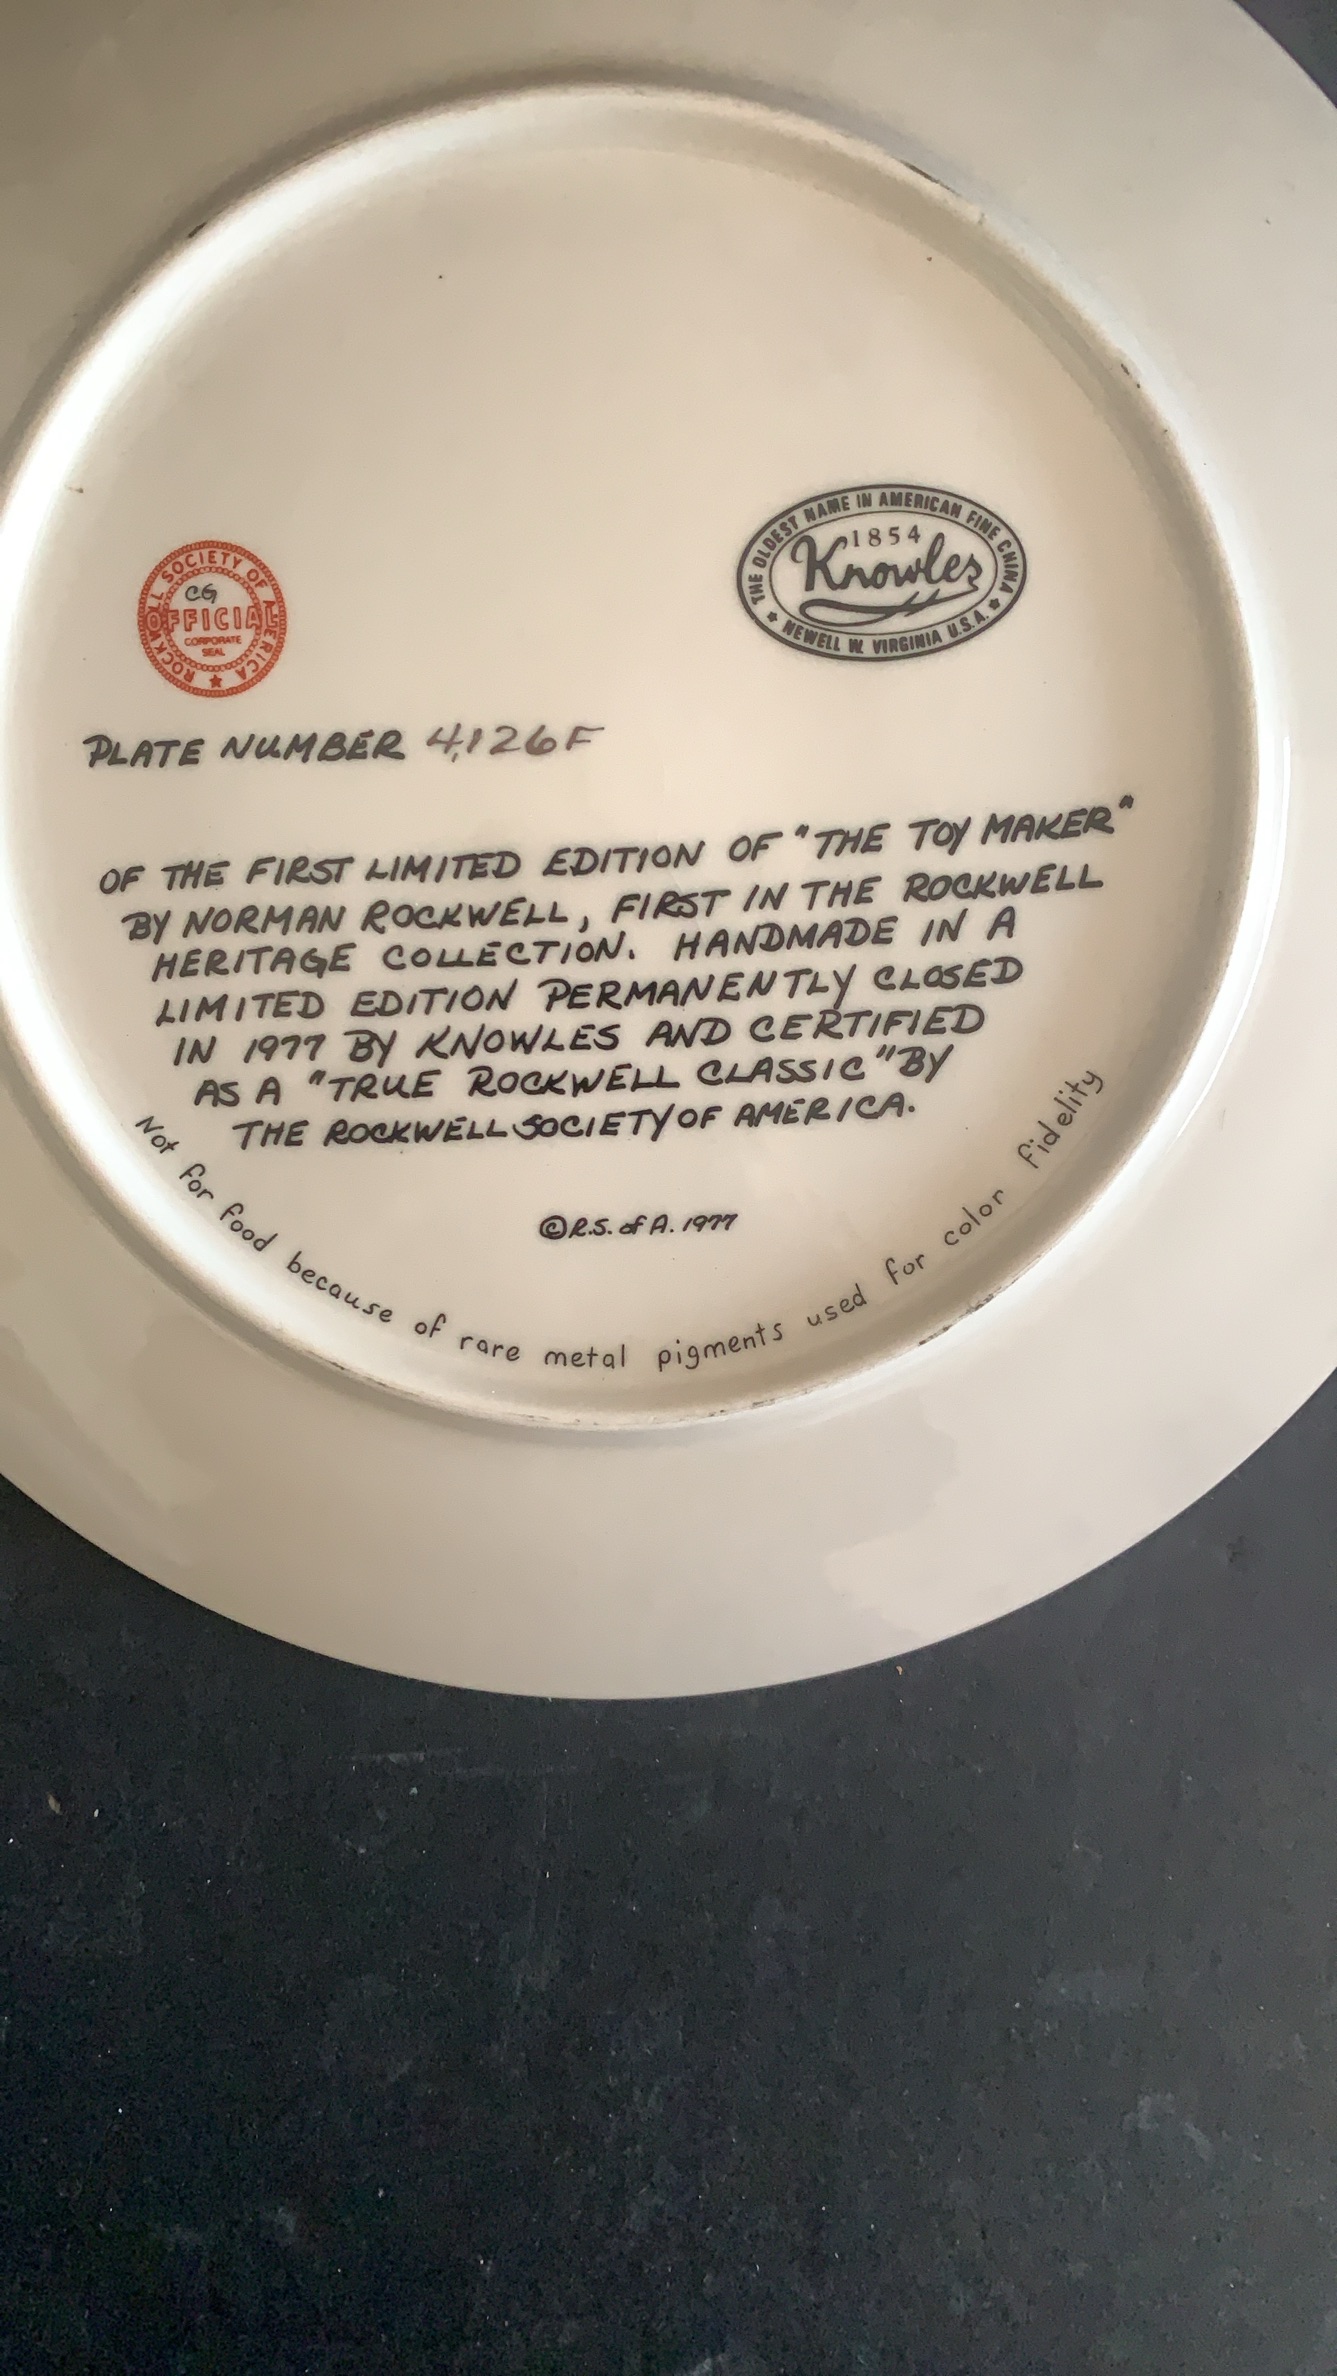 ROCKWELL SOCIETY OF AMERICA
CG
OFFICIAL
CORPORATE
SEAL
THE OLDEST NAME IN AMERICAN FINE CHINA
1854
Knowles
NEWELL W. VIRGINIA U.S.A.
PLATE NUMBER 4,126F
OF THE FIRST LIMITED EDITION OF "THE TOY MAKER"
BY NORMAN ROCKWELL, FIRST IN THE ROCKWELL
HERITAGE COLLECTION. HANDMADE IN A
LIMITED EDITION PERMANENTLY CLOSED
IN 1977 BY KNOWLES AND CERTIFIED
AS A "TRUE ROCKWELL CLASSIC" BY
THE ROCKWELL SOCIETY OF AMERICA.
©R.S. of A. 1977
Not for food because of rare metal pigments used for color fidelity